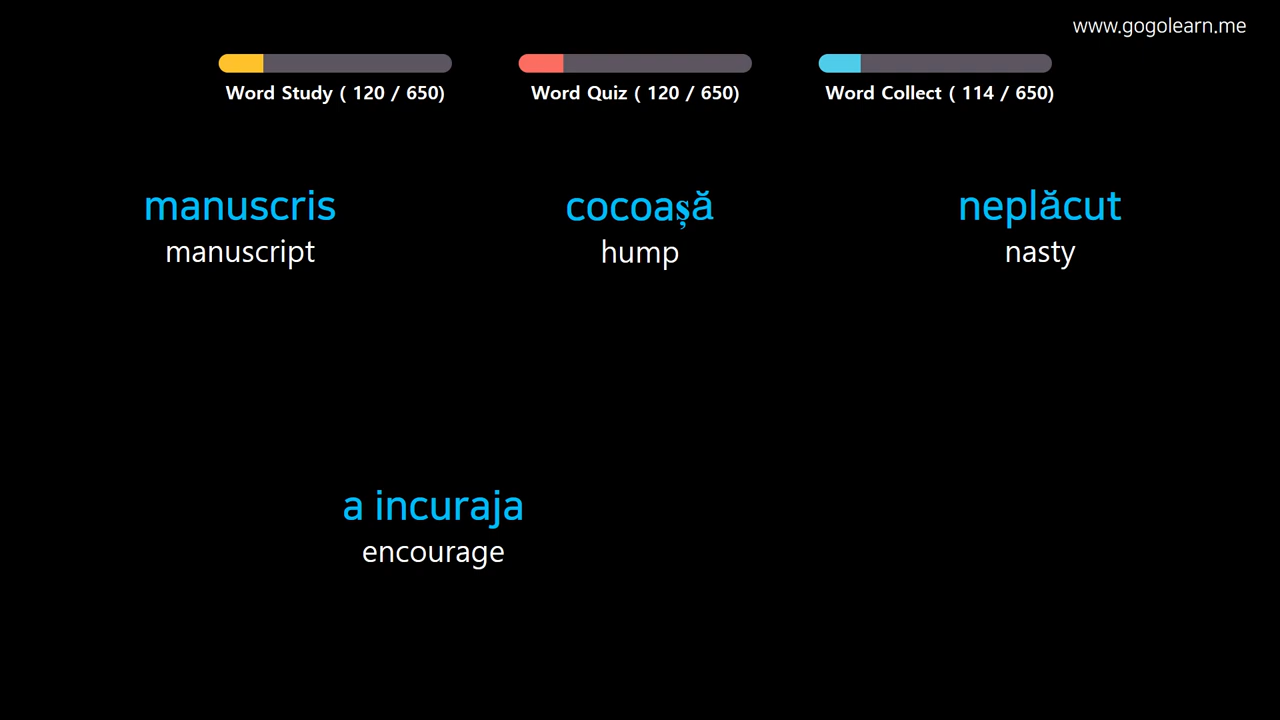 www.gogolearn.me
Word Study ( 120 / 650)
Word Quiz ( 120 / 650)
Word Collect ( 114 / 650)
manuscris
manuscript
cocoașă
hump
neplăcut
nasty
a incuraja
encourage